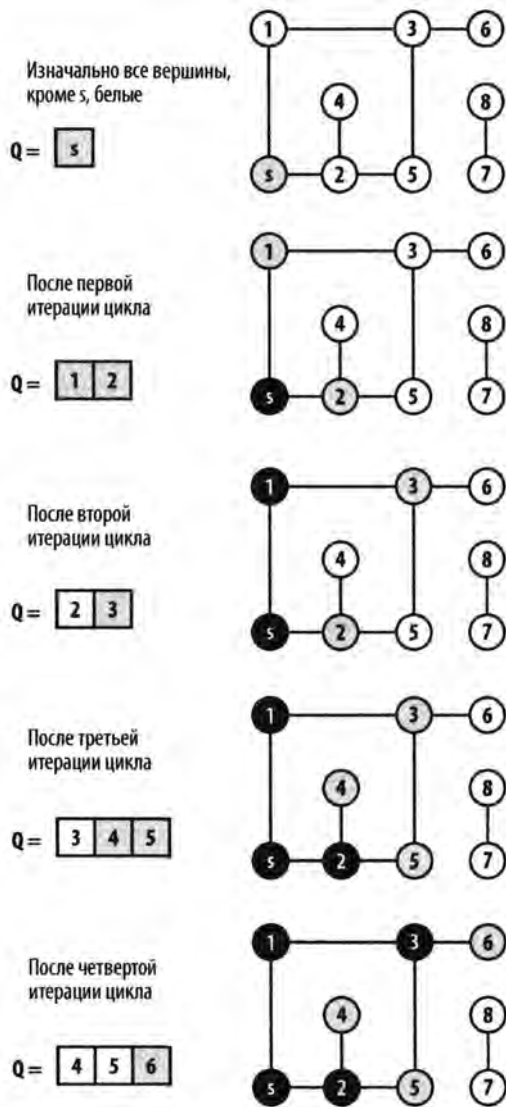 1 3 6
Изначально все вершины,
кроме s, белые
4 8
Q = s
s 2 5 7
1 3 6
После первой
итерации цикла
4 8
Q = 1 2
s 2 5 7
1 3 6
После второй
итерации цикла
4 8
Q = 2 3
s 2 5 7
1 3 6
После третьей
итерации цикла
4 8
Q = 3 4 5
s 2 5 7
1 3 6
После четвертой
итерации цикла
4 8
Q = 4 5 6
s 2 5 7